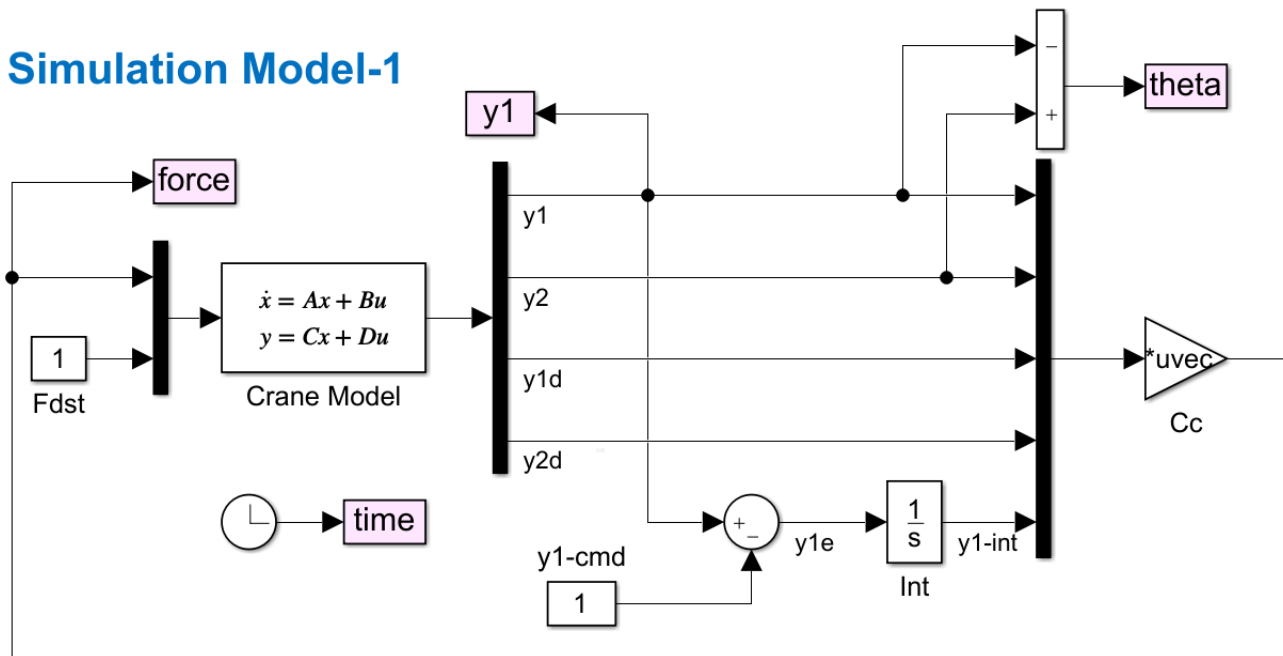 Simulation Model-1
−
+
theta
y1
force
y1
y2
ẋ = Ax + Bu
y = Cx + Du
Crane Model
1
Fdst
y1d
*uvec
Cc
y2d
time
+
−
y1e
1
s
Int
y1-int
y1-cmd
1